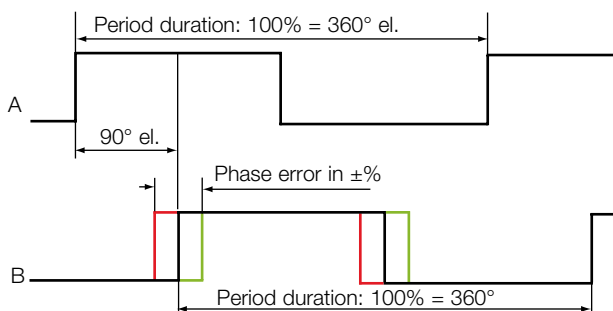 Period duration: 100% = 360° el.
A
90° el.
Phase error in ±%
B
Period duration: 100% = 360°